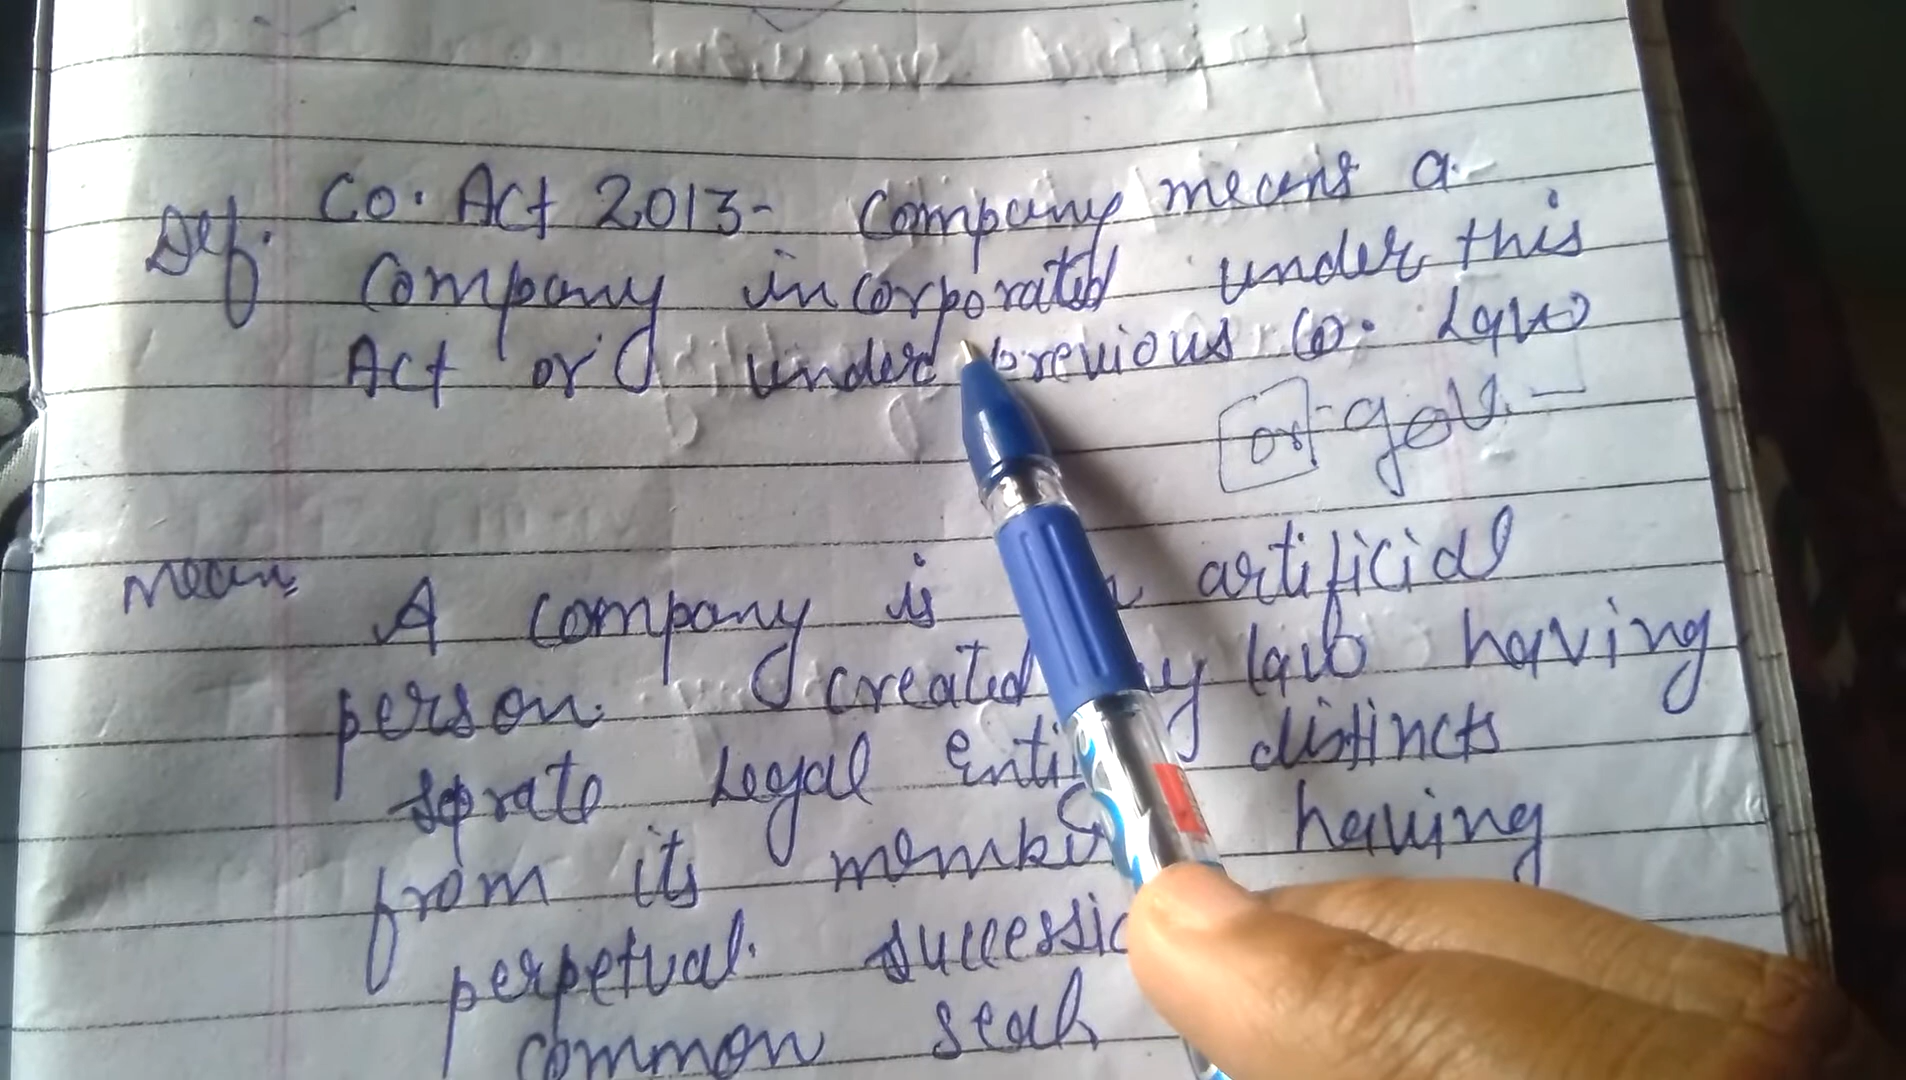 Co. Act 2013- Company means a
Def. Company incorporated under this
Act or under previous Co. Law
or gov.
Mean A company is artificial
person. created law having
seprate Legal distincts
from its having
perpetual.
common seal